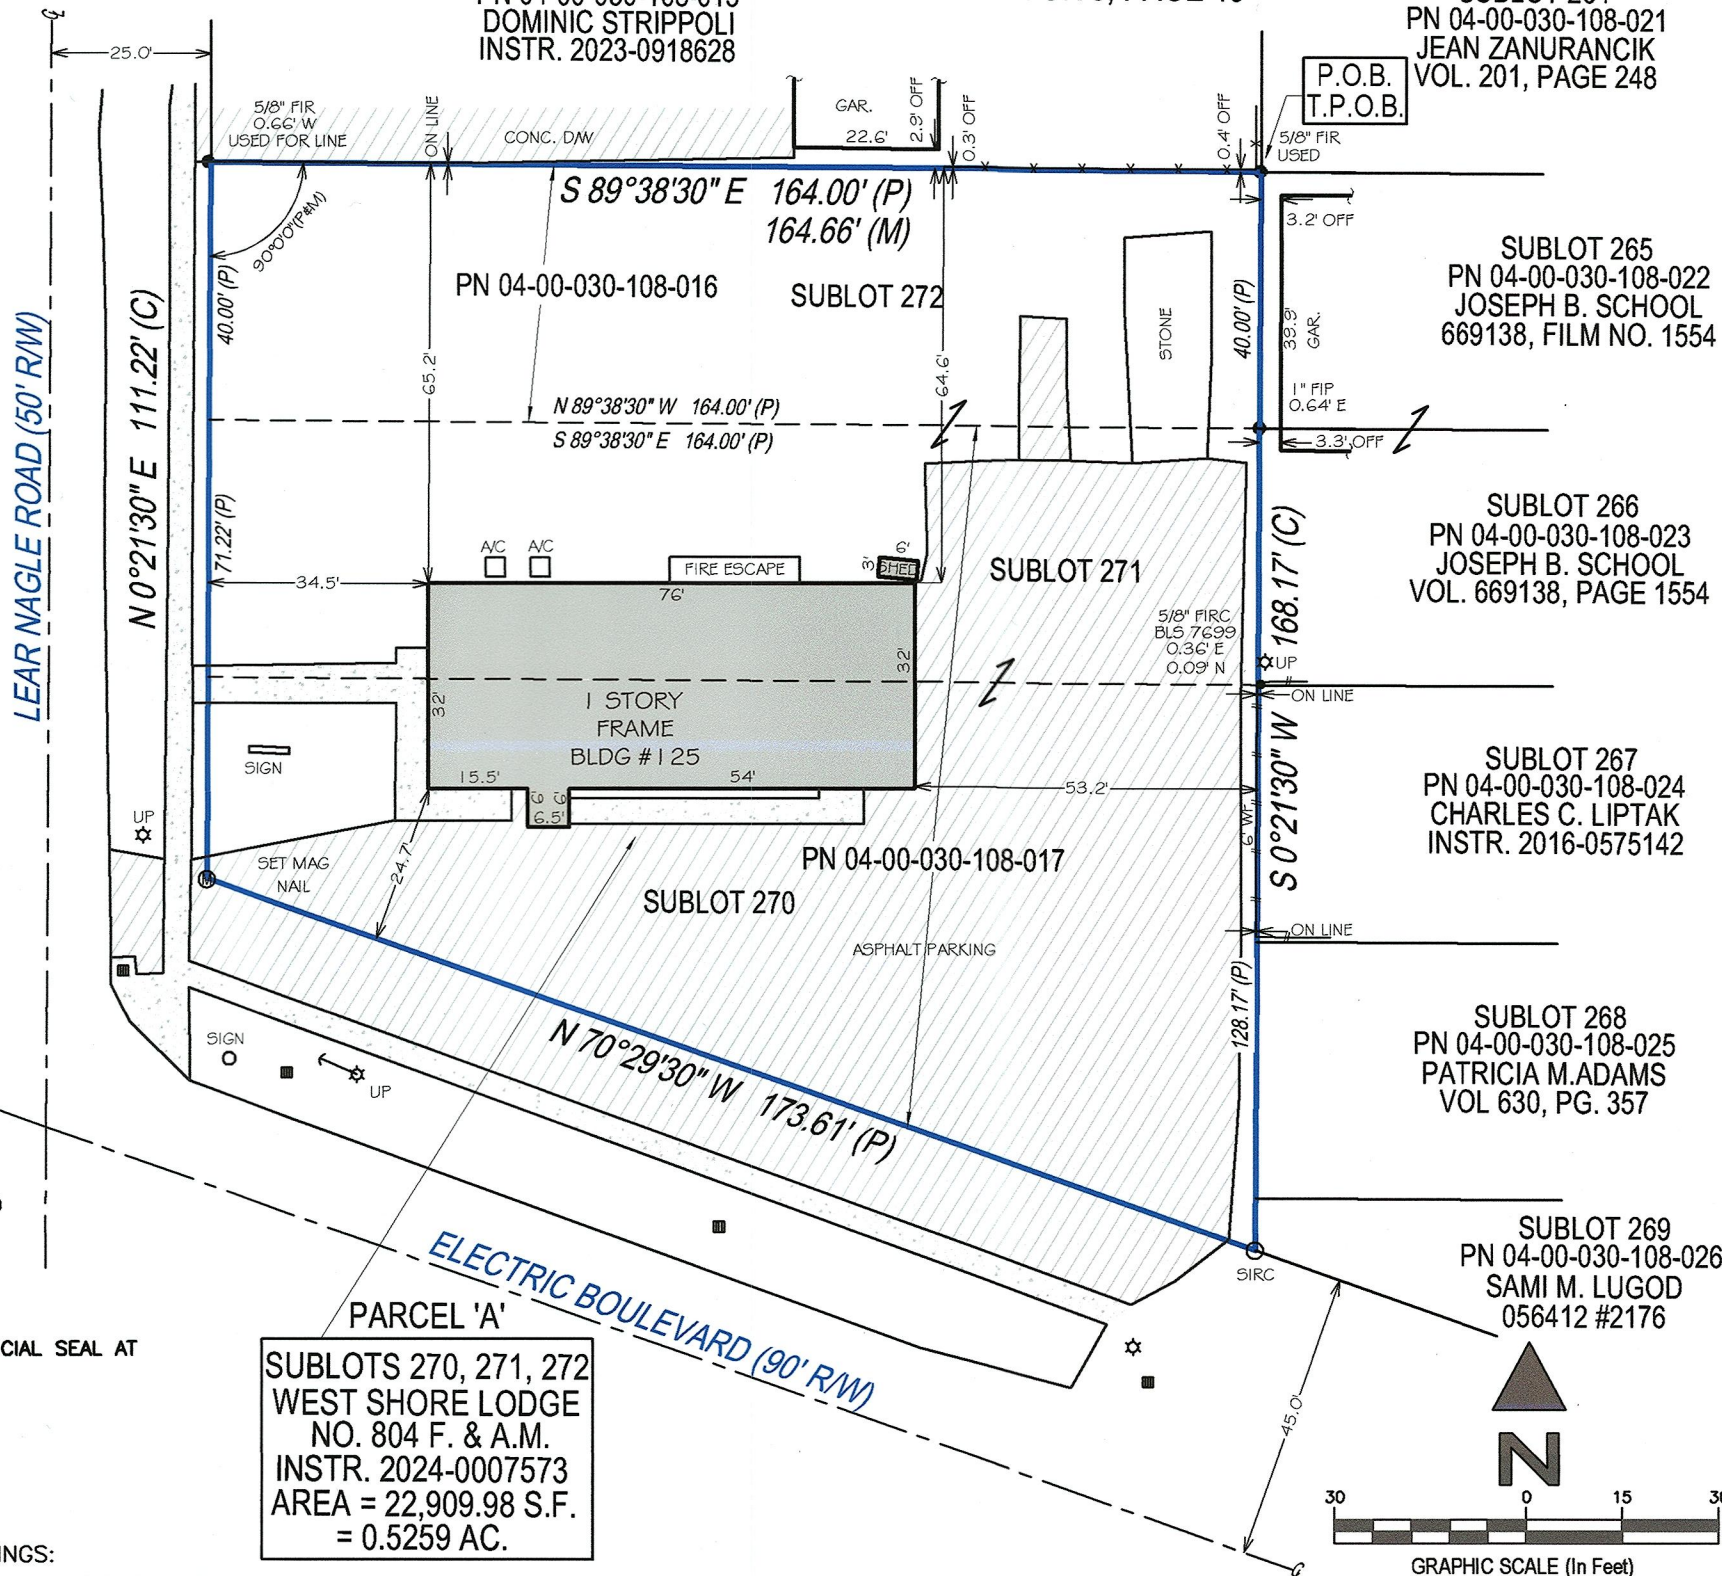 DOMINIC STRIPPOLI
INSTR. 2023-0918628
PN 04-00-030-108-021
JEAN ZANURANCIK
VOL. 201, PAGE 248
P.O.B.
T.P.O.B.
25.0'
5/8" FIR
0.66' W
USED FOR LINE
ON LINE
CONC. D/W
GAR.
22.6'
2.9' OFF
0.3' OFF
0.4' OFF
5/8" FIR
USED
S 89°38'30" E 164.00' (P)
164.66' (M)
90°0'0"(P&M)
40.00' (P)
PN 04-00-030-108-016
SUBLOT 272
65.2'
64.6'
STONE
40.00' (P)
3.2' OFF
39.9'
GAR.
1" FIP
0.64' E
3.3' OFF
SUBLOT 265
PN 04-00-030-108-022
JOSEPH B. SCHOOL
669138, FILM NO. 1554
LEAR NAGLE ROAD (50' R/W)
N 0°21'30" E 111.22' (C)
N 89°38'30" W 164.00' (P)
S 89°38'30" E 164.00' (P)
71.22' (P)
34.5'
A/C
A/C
FIRE ESCAPE
3'
6'
SHED
76'
SUBLOT 271
5/8" FIRC
BLS 7699
0.36' E
0.09' N
168.17' (C)
S 0°21'30" W
UP
ON LINE
SUBLOT 266
PN 04-00-030-108-023
JOSEPH B. SCHOOL
VOL. 669138, PAGE 1554
32'
32'
1 STORY
FRAME
BLDG #125
15.5'
54'
6'
6'
6.5'
SIGN
53.2'
6' WF
SUBLOT 267
PN 04-00-030-108-024
CHARLES C. LIPTAK
INSTR. 2016-0575142
UP
SET MAG
NAIL
M
24.7'
PN 04-00-030-108-017
SUBLOT 270
ASPHALT PARKING
ON LINE
128.17' (P)
SUBLOT 268
PN 04-00-030-108-025
PATRICIA M.ADAMS
VOL 630, PG. 357
SIGN
UP
N 70°29'30" W 173.61' (P)
ELECTRIC BOULEVARD (90' R/W)
SIRC
SUBLOT 269
PN 04-00-030-108-026
SAMI M. LUGOD
056412 #2176
45.0'
CIAL SEAL AT
PARCEL 'A'
SUBLOTS 270, 271, 272
WEST SHORE LODGE
NO. 804 F. & A.M.
INSTR. 2024-0007573
AREA = 22,909.98 S.F.
= 0.5259 AC.
INGS:
N
30 0 15
GRAPHIC SCALE (In Feet)